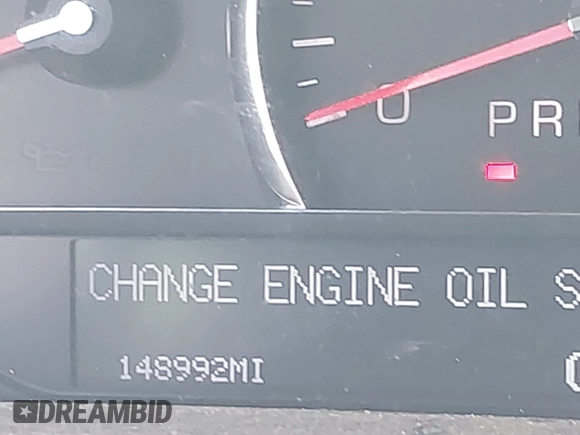 0
PR
CHANGE ENGINE OIL S
148992MI
DREAMBID